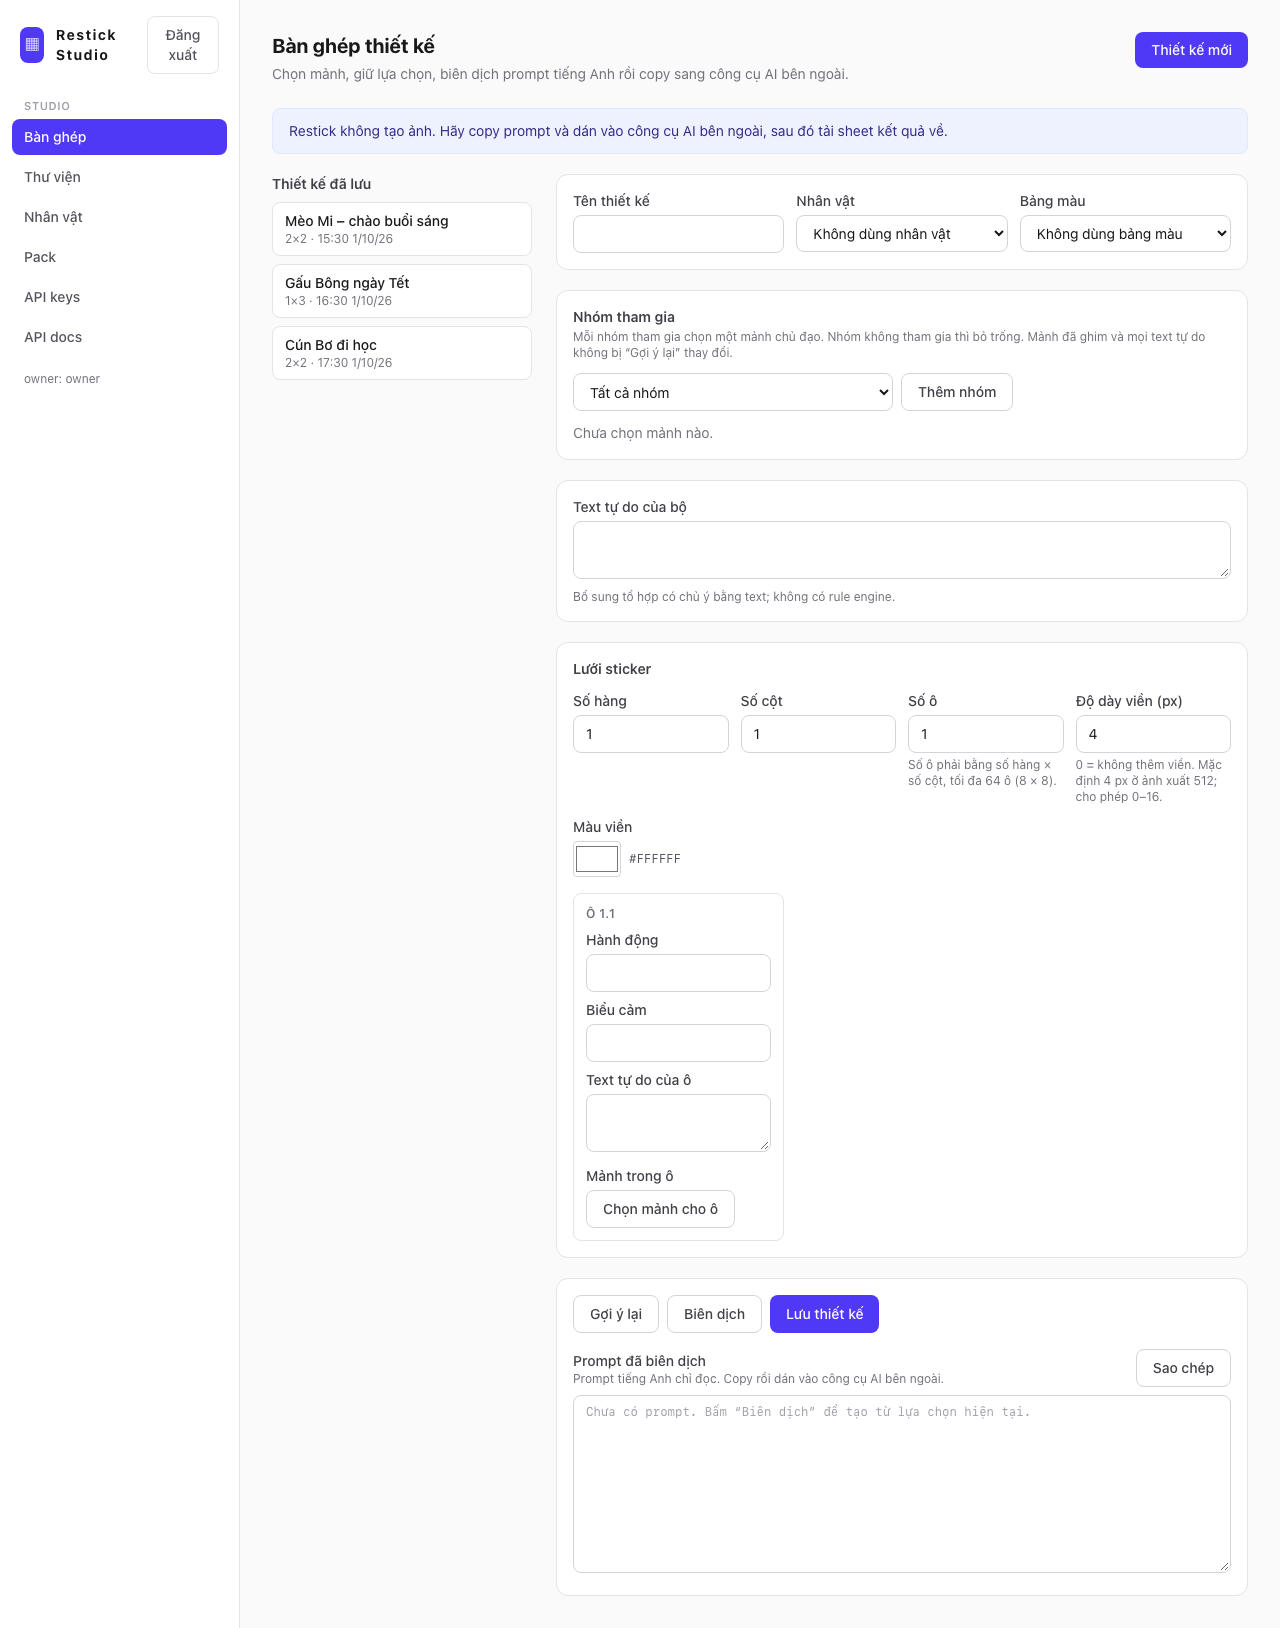 Restick
Studio
Đăng
xuất
STUDIO
Bàn ghép
Thư viện
Nhân vật
Pack
API keys
API docs
owner: owner
Bàn ghép thiết kế
Chọn mảnh, giữ lựa chọn, biên dịch prompt tiếng Anh rồi copy sang công cụ AI bên ngoài.
Thiết kế mới
Restick không tạo ảnh. Hãy copy prompt và dán vào công cụ AI bên ngoài, sau đó tải sheet kết quả về.
Thiết kế đã lưu
Mèo Mi – chào buổi sáng
2×2 · 15:30 1/10/26
Gấu Bông ngày Tết
1×3 · 16:30 1/10/26
Cún Bơ đi học
2×2 · 17:30 1/10/26
Tên thiết kế
Nhân vật
Bảng màu
Không dùng nhân vật
Không dùng bảng màu
Nhóm tham gia
Mỗi nhóm tham gia chọn một mảnh chủ đạo. Nhóm không tham gia thì bỏ trống. Mảnh đã ghim và mọi text tự do
không bị “Gợi ý lại” thay đổi.
Tất cả nhóm
Thêm nhóm
Chưa chọn mảnh nào.
Text tự do của bộ
Bổ sung tổ hợp có chủ ý bằng text; không có rule engine.
Lưới sticker
Số hàng
Số cột
Số ô
Độ dày viền (px)
1
1
1
4
Số ô phải bằng số hàng ×
số cột, tối đa 64 ô (8 × 8).
0 = không thêm viền. Mặc
định 4 px ở ảnh xuất 512;
cho phép 0–16.
Màu viền
#FFFFFF
Ô 1.1
Hành động
Biểu cảm
Text tự do của ô
Mảnh trong ô
Chọn mảnh cho ô
Gợi ý lại
Biên dịch
Lưu thiết kế
Prompt đã biên dịch
Prompt tiếng Anh chỉ đọc. Copy rồi dán vào công cụ AI bên ngoài.
Sao chép
Chưa có prompt. Bấm “Biên dịch” để tạo từ lựa chọn hiện tại.